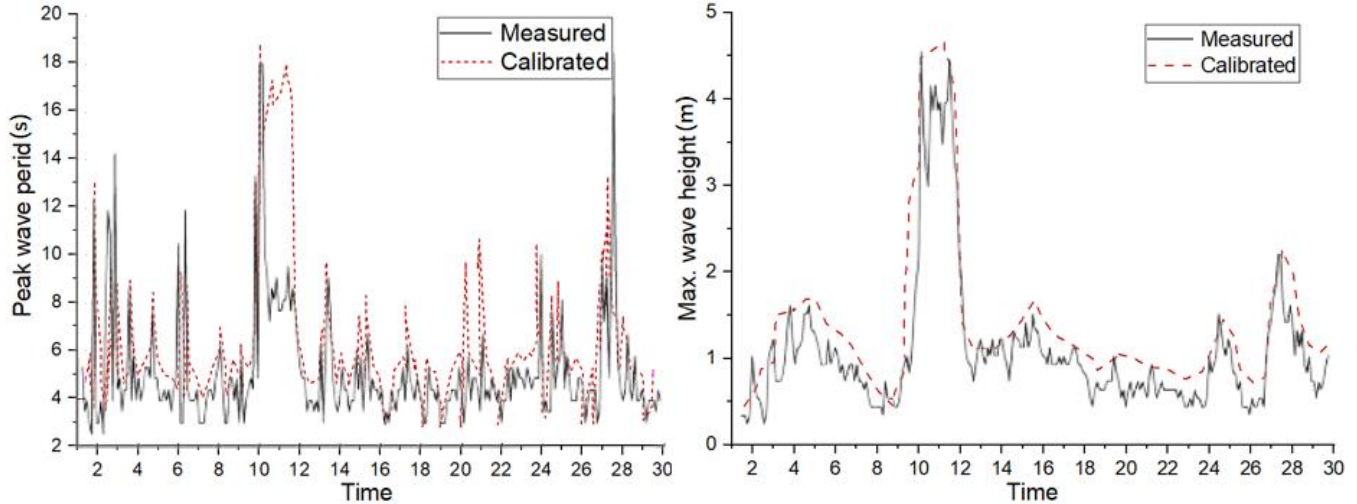 20
18
16
14
12
10
8
6
4
2
Peak wave perid (s)
Measured
Calibrated
2 4 6 8 10 12 14 16 18 20 22 24 26 28 30
Time
5
4
3
2
1
0
Max. wave height (m)
Measured
Calibrated
2 4 6 8 10 12 14 16 18 20 22 24 26 28 30
Time